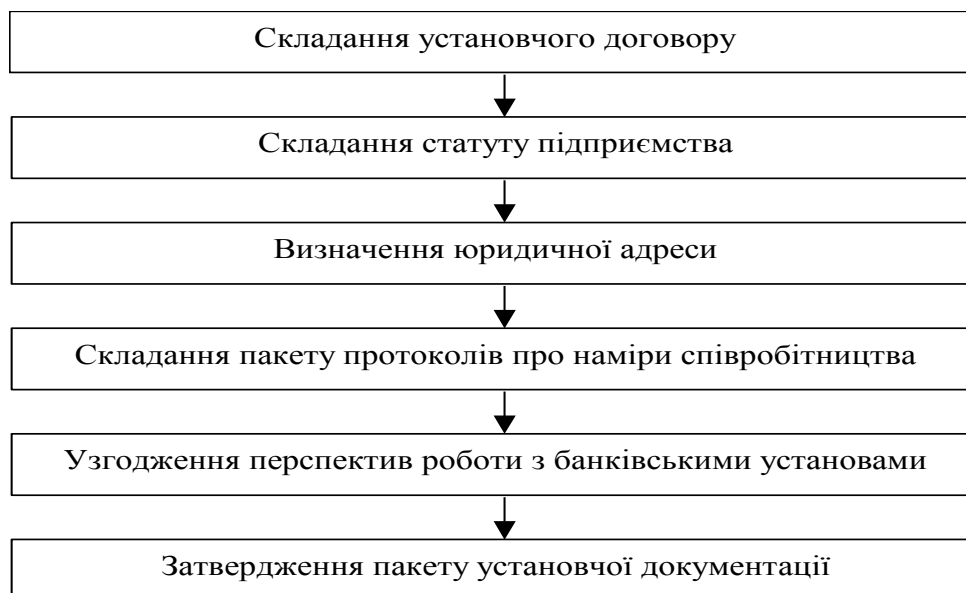 Складання установчого договору
Складання статуту підприємства
Визначення юридичної адреси
Складання пакету протоколів про наміри співробітництва
Узгодження перспектив роботи з банківськими установами
Затвердження пакету установчої документації